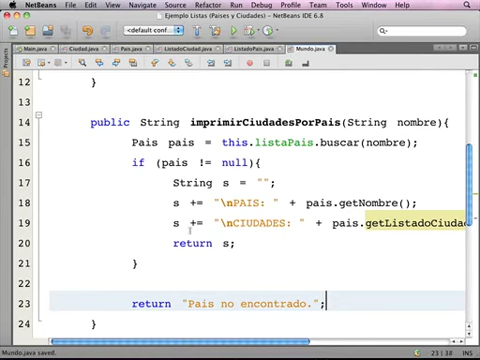 NetBeans File Edit View Navigate Source Refactor Run Debug Profile Team Tools Window Help
Ejemplo Listas (Paises y Ciudades) - NetBeans IDE 6.8
<default conf...
Main.java Ciudad.java Pais.java ListadoCiudad.java ListadoPais.java Mundo.java
12 }
13
14 public String imprimirCiudadesPorPais(String nombre){
15 Pais pais = this.listaPais.buscar(nombre);
16 if (pais != null){
17 String s = "";
18 s += "\nPAIS: " + pais.getNombre();
19 s += "\nCIUDADES: " + pais.getListadoCiudad
20 return s;
21 }
22
23 return "Pais no encontrado.";
24 }
Mundo.java saved.
23 | 38 INS